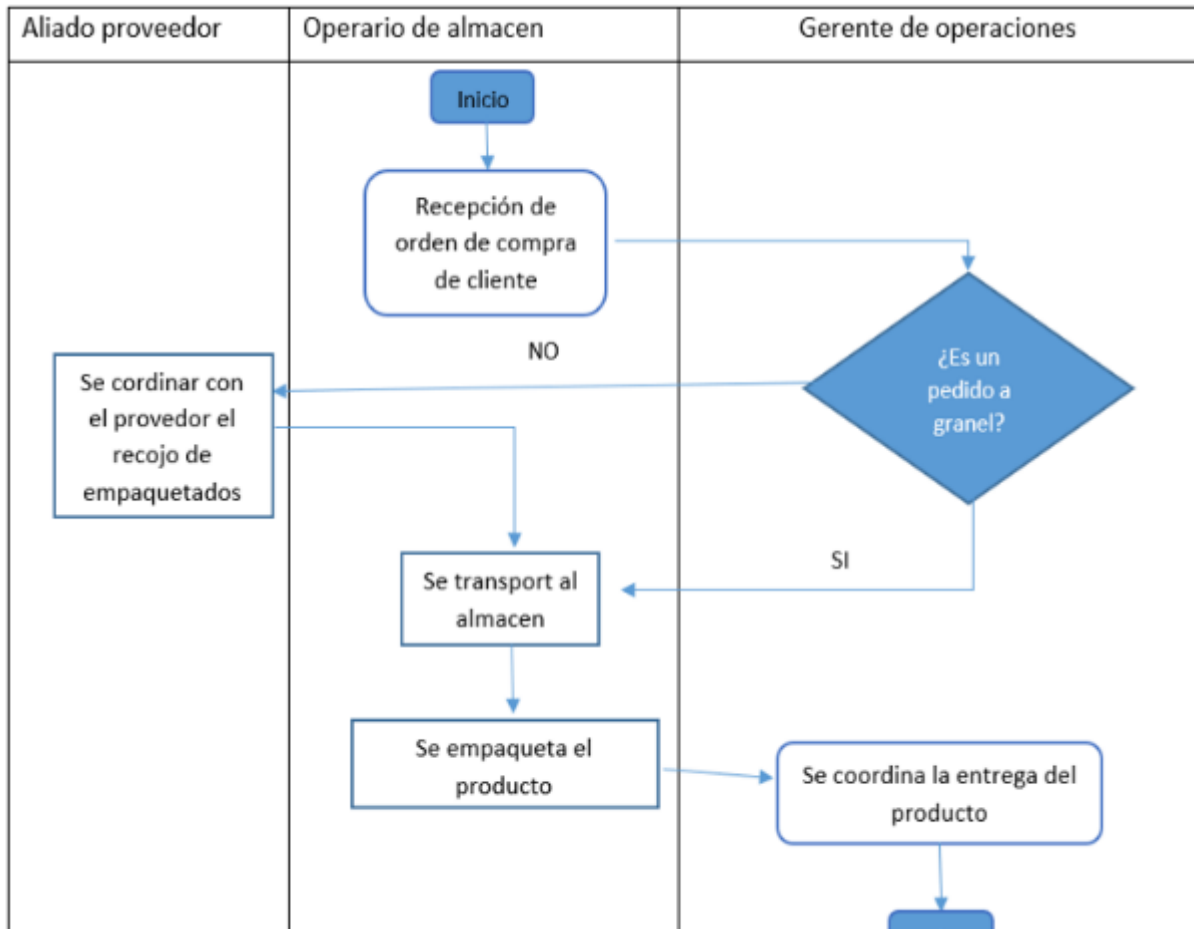 Aliado proveedor
Operario de almacen
Gerente de operaciones
Inicio
Recepción de
orden de compra
de cliente
¿Es un
pedido a
granel?
NO
Se cordinar con
el provedor el
recojo de
empaquetados
SI
Se transport al
almacen
Se empaqueta el
producto
Se coordina la entrega del
producto